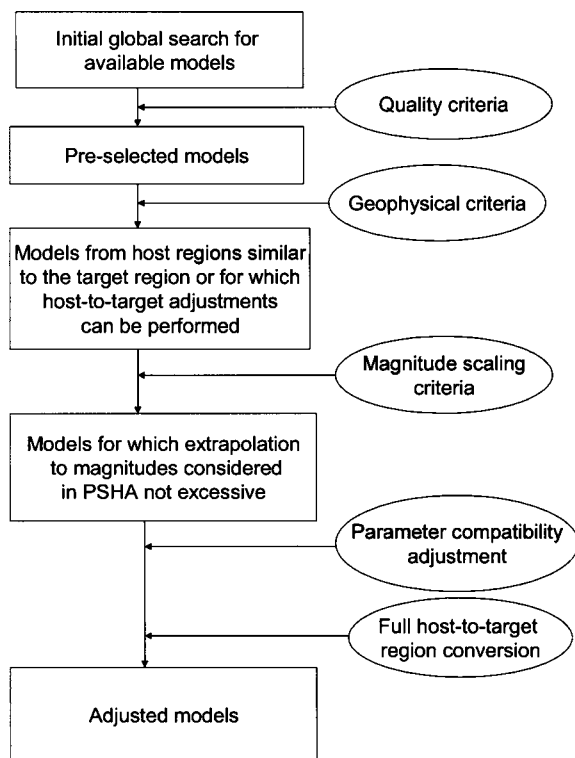 Initial global search for
available models
Quality criteria
Pre-selected models
Geophysical criteria
Models from host regions similar
to the target region or for which
host-to-target adjustments
can be performed
Magnitude scaling
criteria
Models for which extrapolation
to magnitudes considered
in PSHA not excessive
Parameter compatibility
adjustment
Full host-to-target
region conversion
Adjusted models